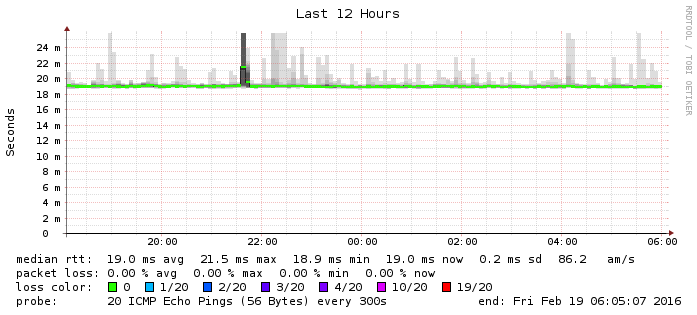 Last 12 Hours
RRDTOOL / TOBI OETIKER
Seconds
24 m
22 m
20 m
18 m
16 m
14 m
12 m
10 m
8 m
6 m
4 m
2 m
0
20:00 22:00 00:00 02:00 04:00 06:00
median rtt: 19.0 ms avg 21.5 ms max 18.9 ms min 19.0 ms now 0.2 ms sd 86.2 am/s
packet loss: 0.00 % avg 0.00 % max 0.00 % min 0.00 % now
loss color: 0 1/20 2/20 3/20 4/20 10/20 19/20
probe: 20 ICMP Echo Pings (56 Bytes) every 300s end: Fri Feb 19 06:05:07 2016